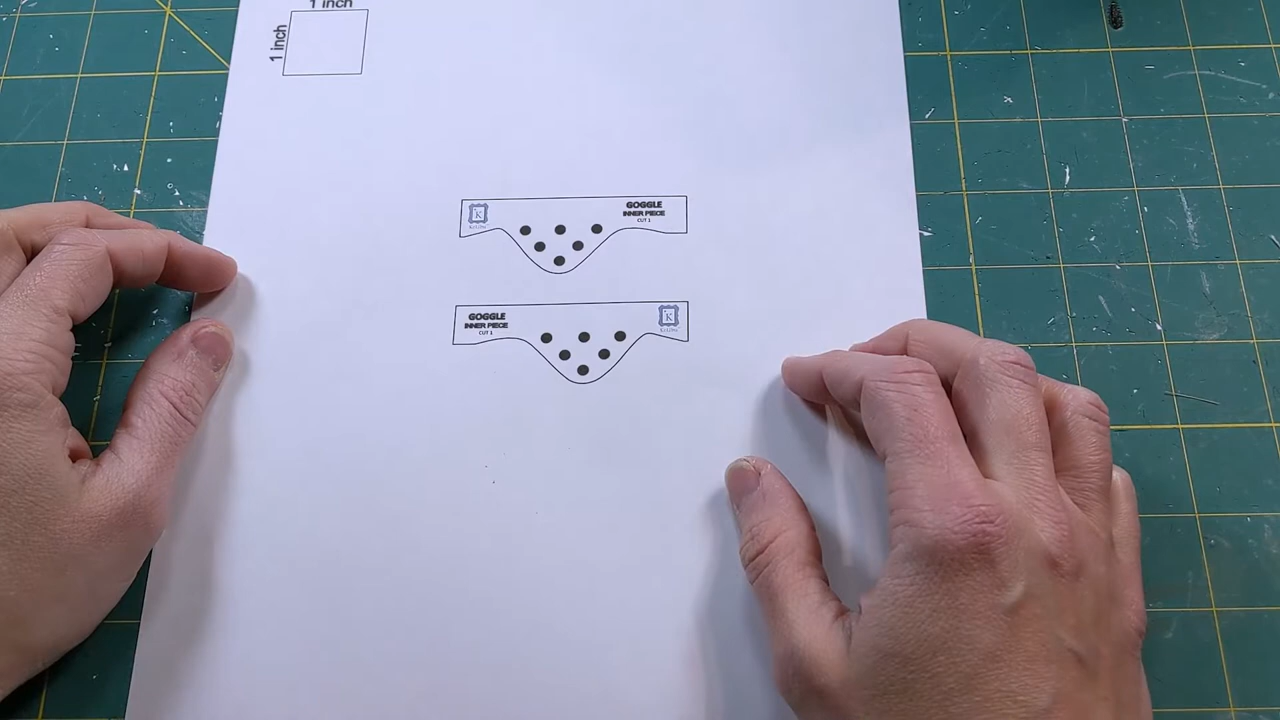 1 inch
1 inch
K
GOGGLE
INNER PIECE
CUT 1
GOGGLE
INNER PIECE
CUT 1
K